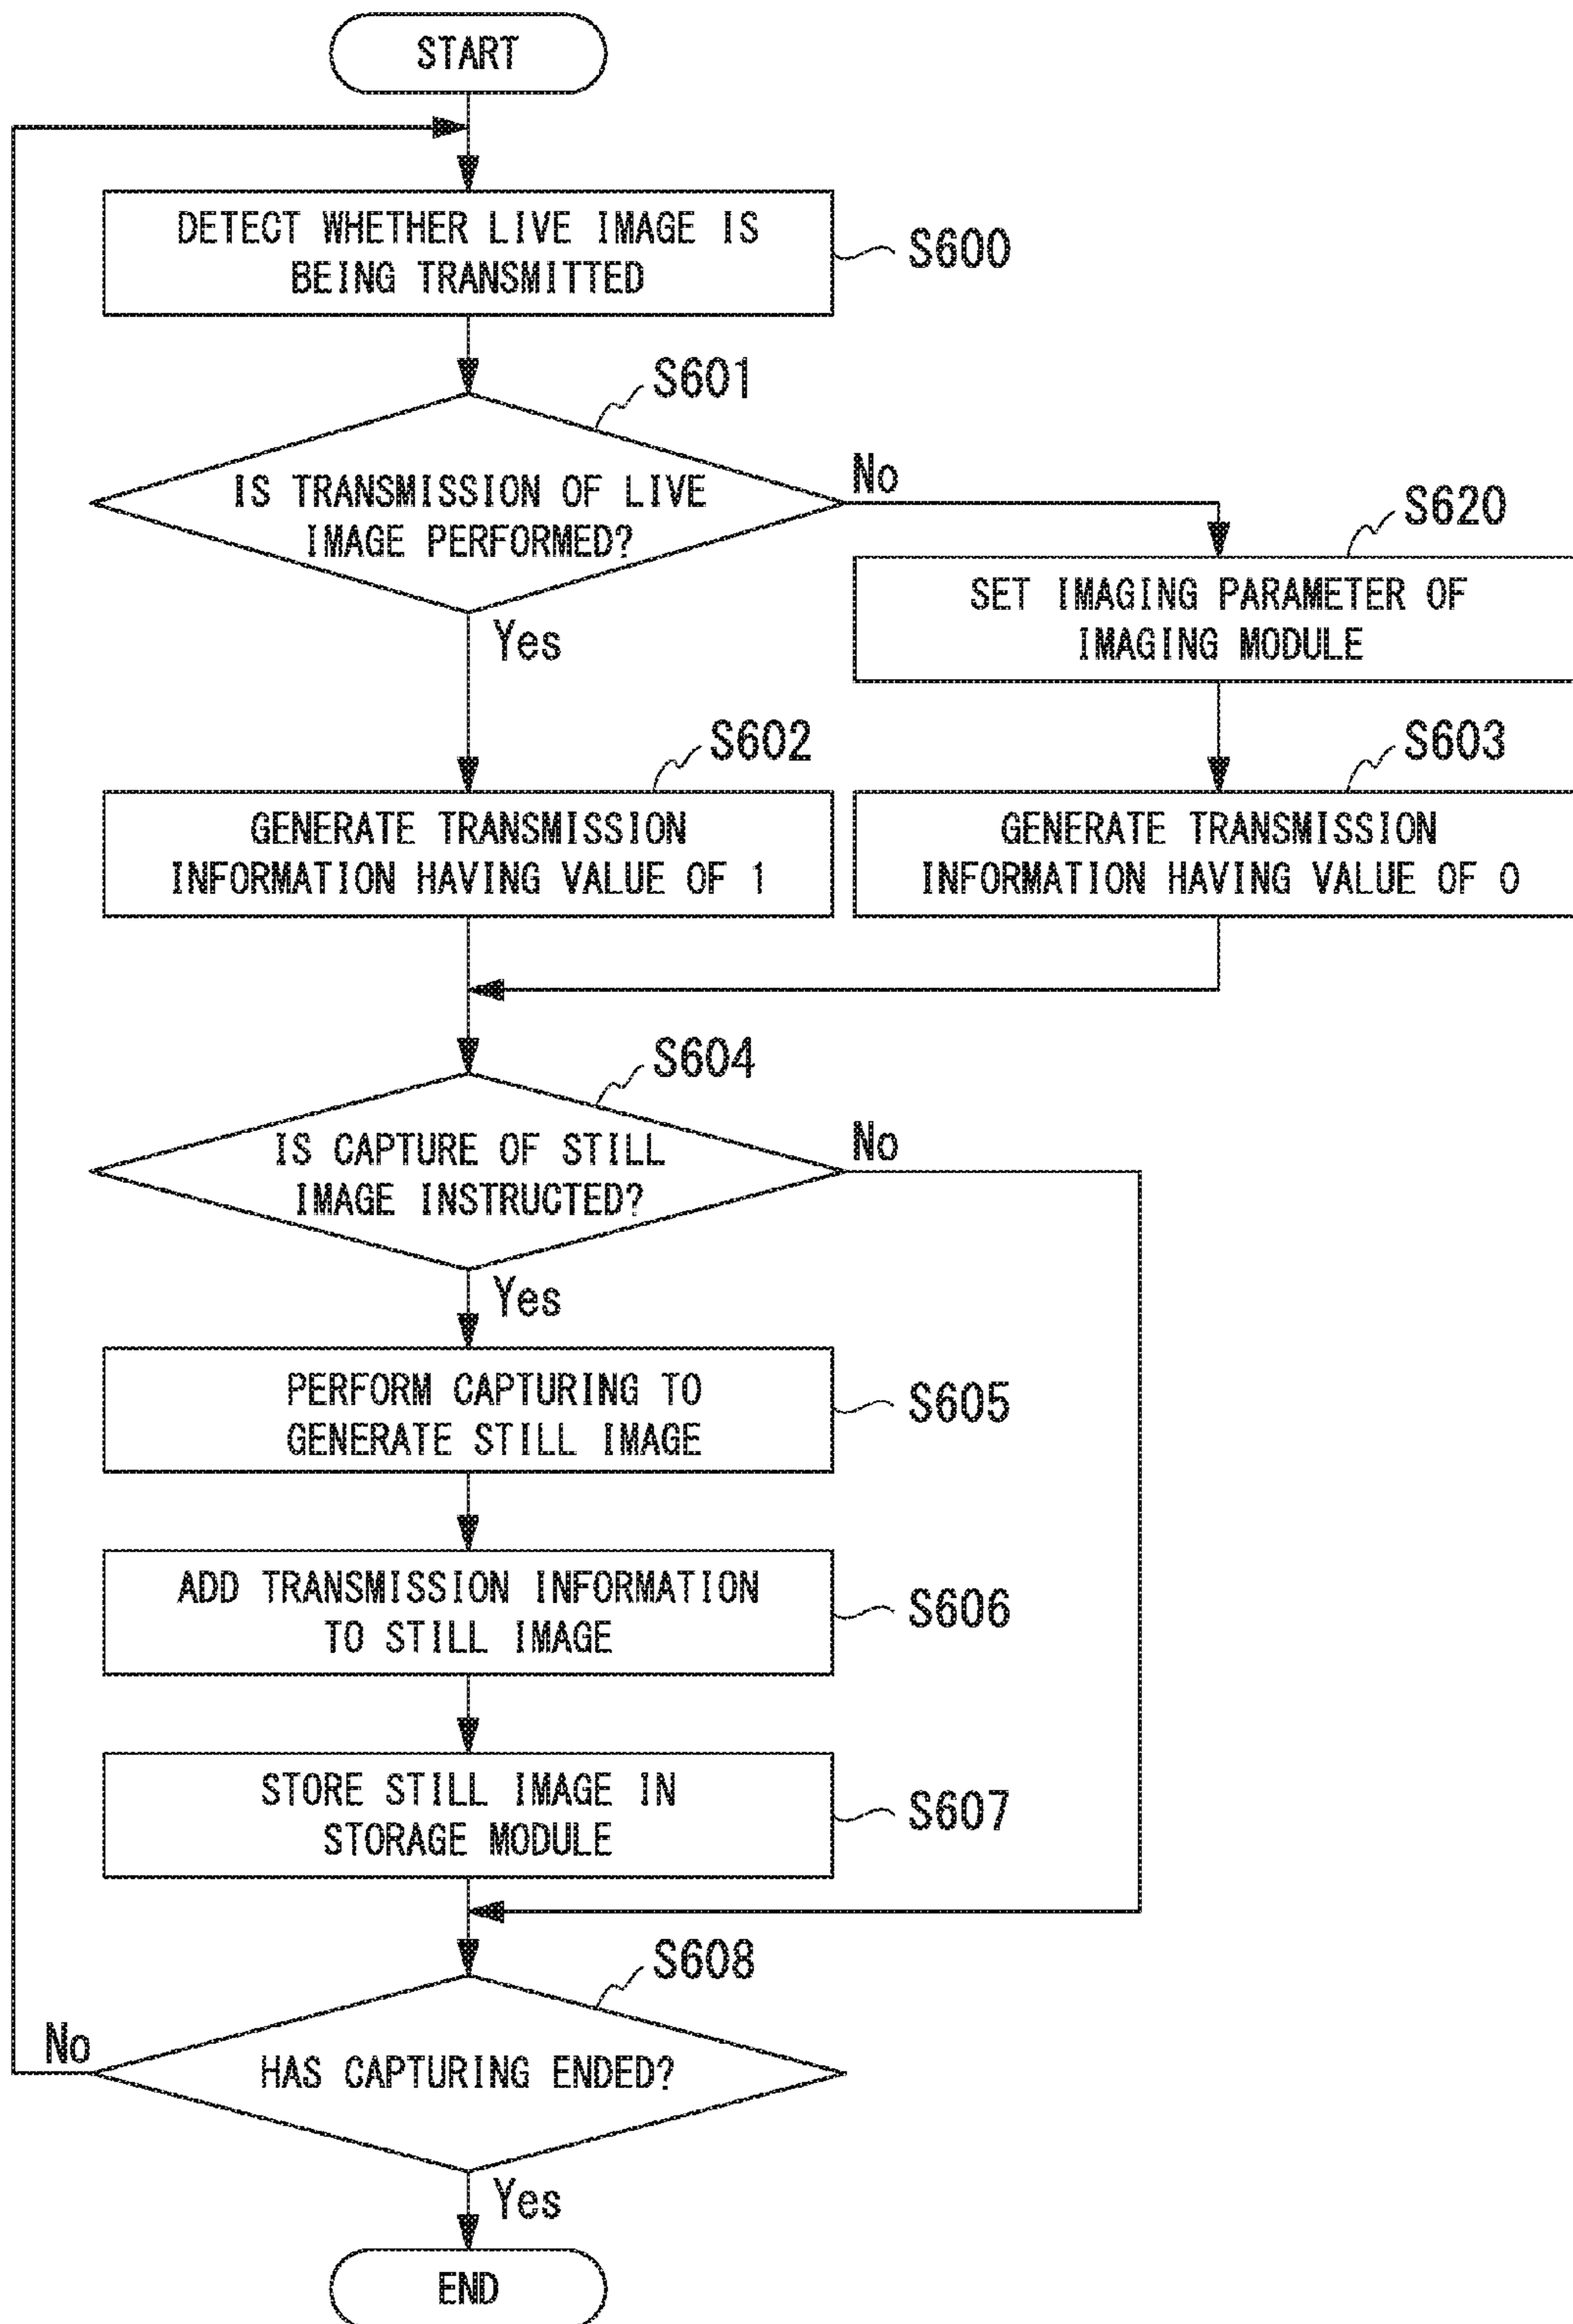 START
DETECT WHETHER LIVE IMAGE IS
BEING TRANSMITTED
S600
S601
IS TRANSMISSION OF LIVE
IMAGE PERFORMED?
No
Yes
S620
SET IMAGING PARAMETER OF
IMAGING MODULE
S602
GENERATE TRANSMISSION
INFORMATION HAVING VALUE OF 1
S603
GENERATE TRANSMISSION
INFORMATION HAVING VALUE OF 0
S604
IS CAPTURE OF STILL
IMAGE INSTRUCTED?
No
Yes
PERFORM CAPTURING TO
GENERATE STILL IMAGE
S605
ADD TRANSMISSION INFORMATION
TO STILL IMAGE
S606
STORE STILL IMAGE IN
STORAGE MODULE
S607
S608
HAS CAPTURING ENDED?
No
Yes
END